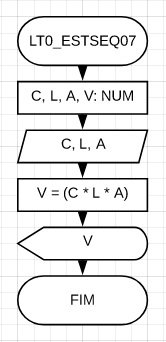 LT0_ESTSEQ07
C, L, A, V: NUM
C, L, A
V = (C * L * A)
V
FIM